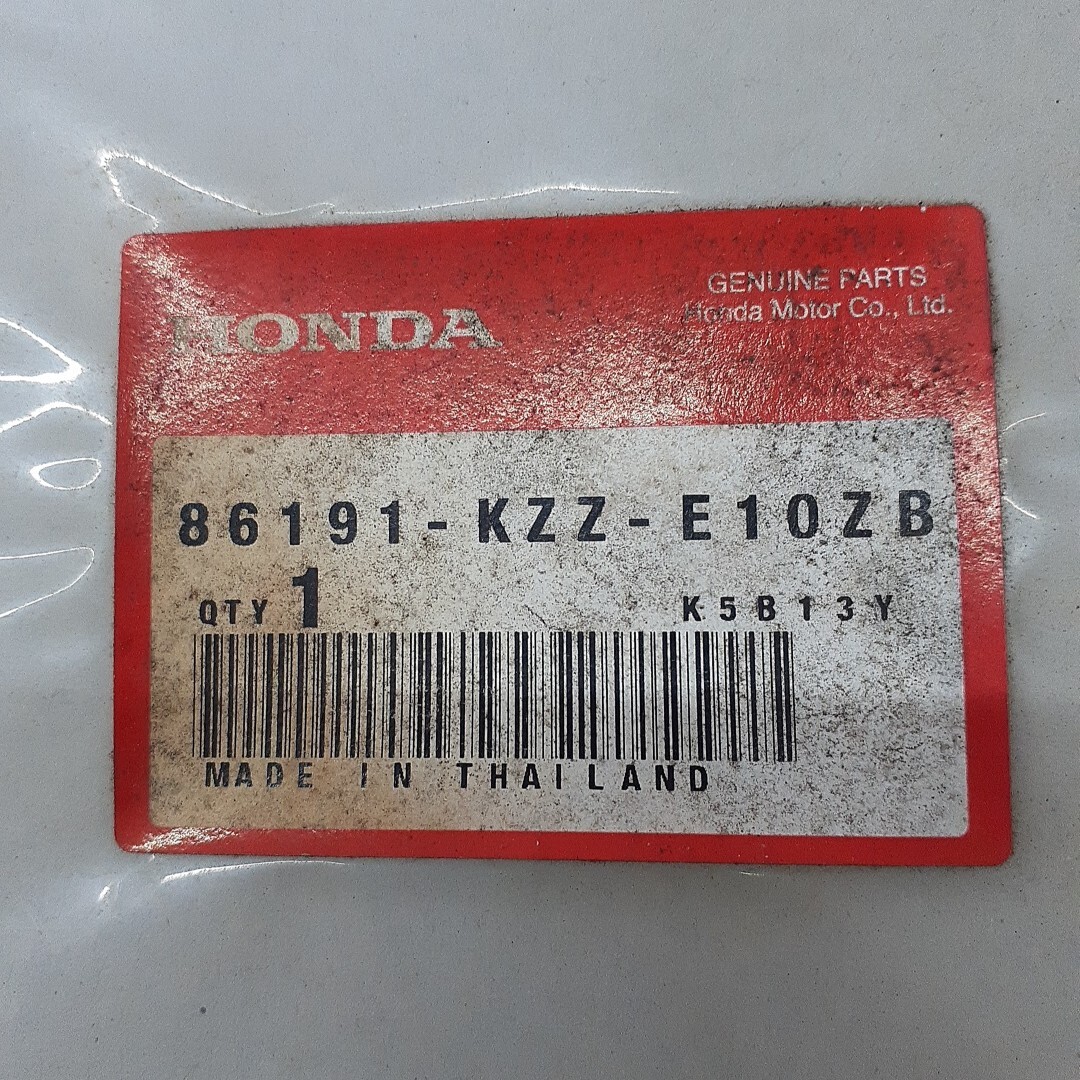 HONDA
GENUINE PARTS
Honda Motor Co., Ltd.
86191-KZZ-E10ZB
QTY 1
K5B13Y
MADE IN THAILAND